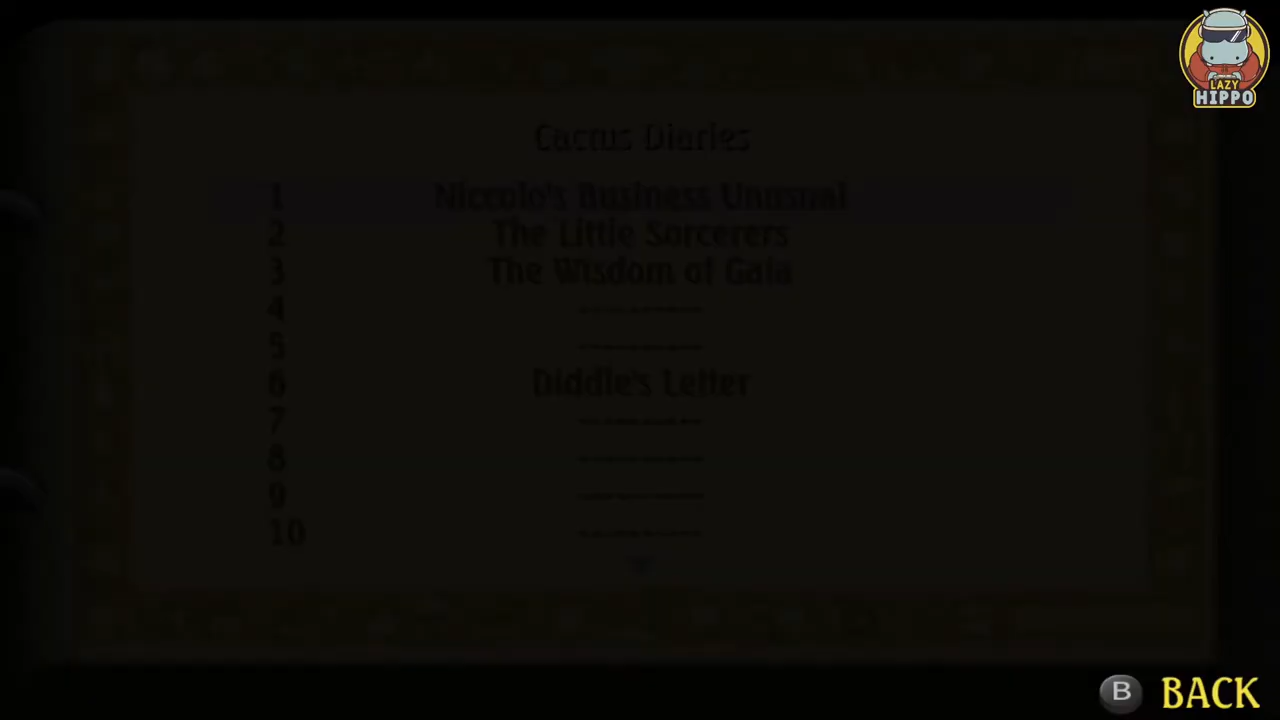 LAZY
HIPPO
Cactus Diaries
1 Niccolo's Business Unusual
2 The Little Sorcerers
3 The Wisdom of Gaia
4 ----------
5 ----------
6 Diddle's Letter
7 ----------
8 ----------
9 ----------
10 ----------
B BACK